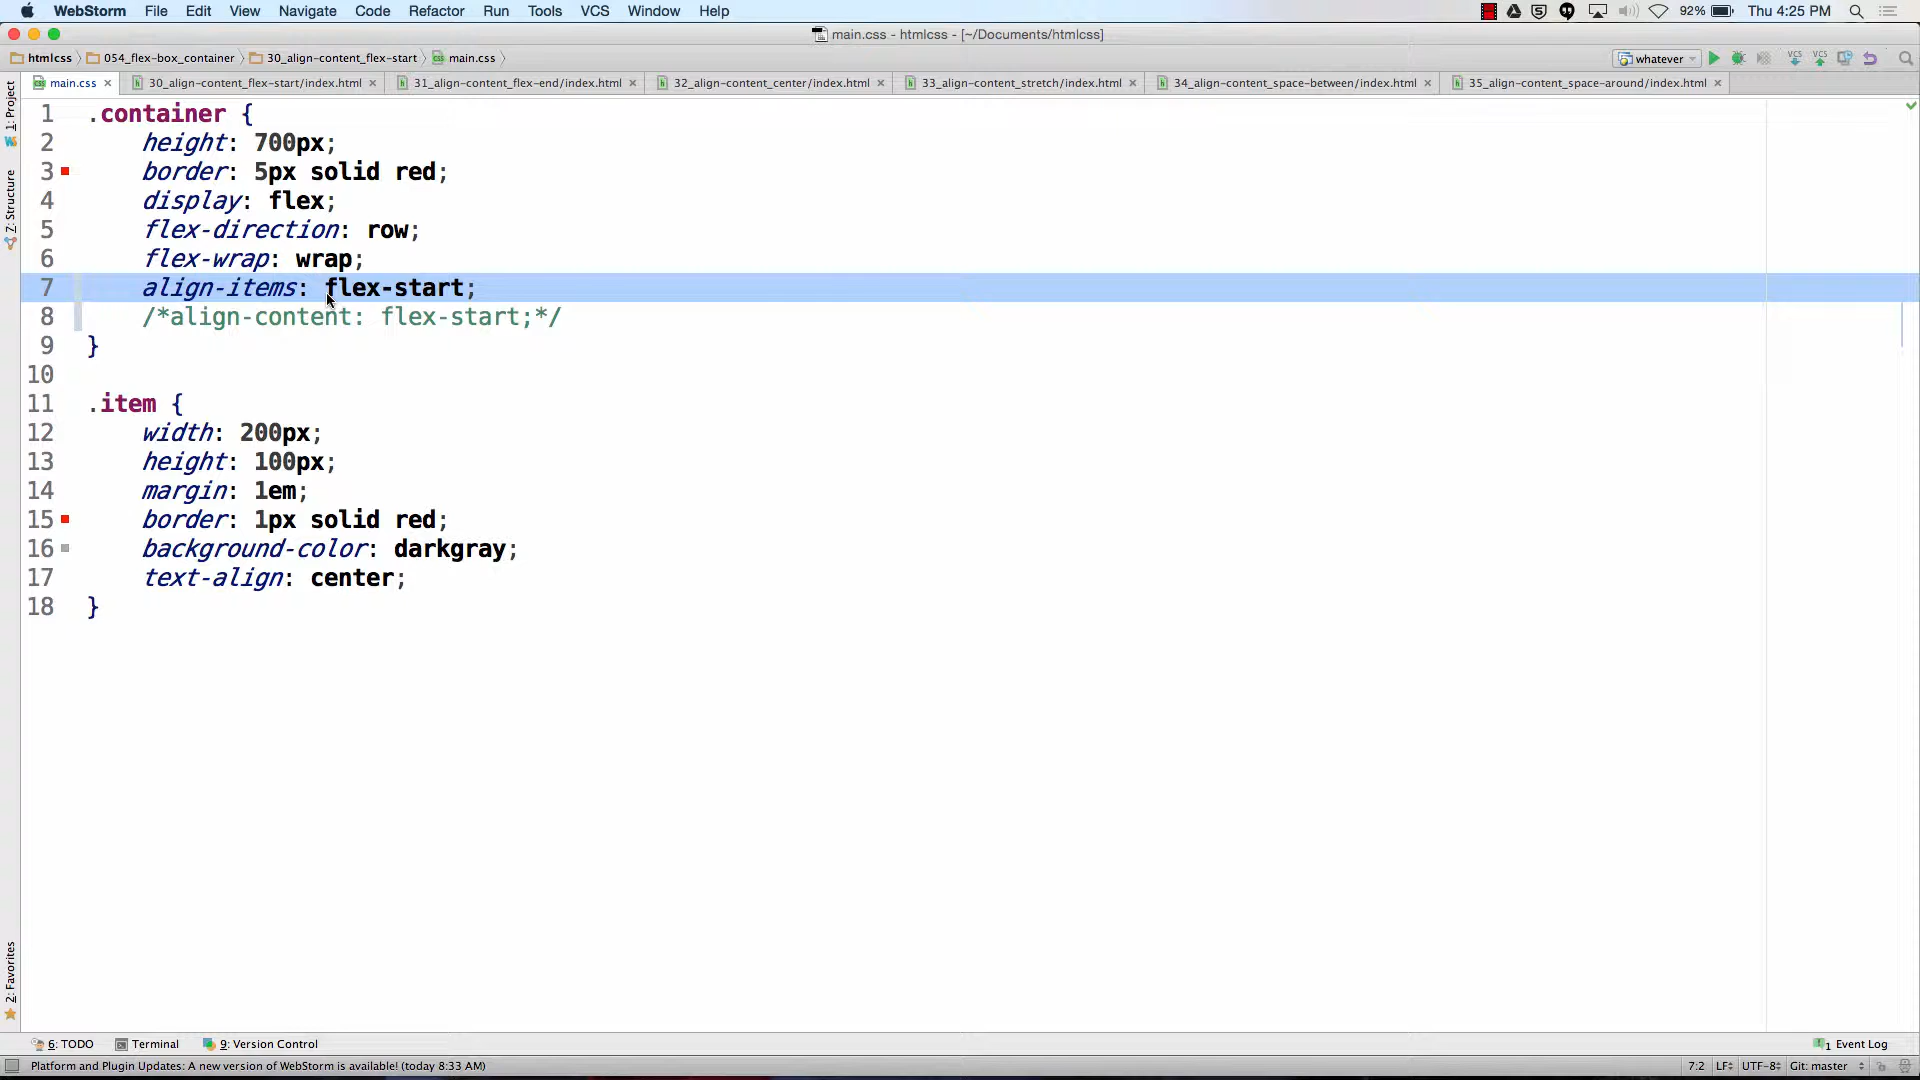 WebStorm File Edit View Navigate Code Refactor Run Tools VCS Window Help 92% Thu 4:25 PM
main.css - htmlcss - [~/Documents/htmlcss]
htmlcss 054_flex-box_container 30_align-content_flex-start main.css whatever VCS VCS
main.css 30_align-content_flex-start/index.html 31_align-content_flex-end/index.html 32_align-content_center/index.html 33_align-content_stretch/index.html 34_align-content_space-between/index.html 35_align-content_space-around/index.html
1: Project
Z: Structure
2: Favorites
1 .container {
2 height: 700px;
3 border: 5px solid red;
4 display: flex;
5 flex-direction: row;
6 flex-wrap: wrap;
7 align-items: flex-start;
8 /*align-content: flex-start;*/
9 }
10
11 .item {
12 width: 200px;
13 height: 100px;
14 margin: 1em;
15 border: 1px solid red;
16 background-color: darkgray;
17 text-align: center;
18 }
6: TODO Terminal 9: Version Control 1 Event Log
Platform and Plugin Updates: A new version of WebStorm is available! (today 8:33 AM) 7:2 LF UTF-8 Git: master